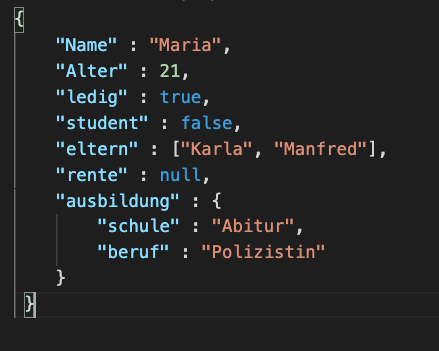 {
"Name" : "Maria",
"Alter" : 21,
"ledig" : true,
"student" : false,
"eltern" : ["Karla", "Manfred"],
"rente" : null,
"ausbildung" : {
"schule" : "Abitur",
"beruf" : "Polizistin"
}
}